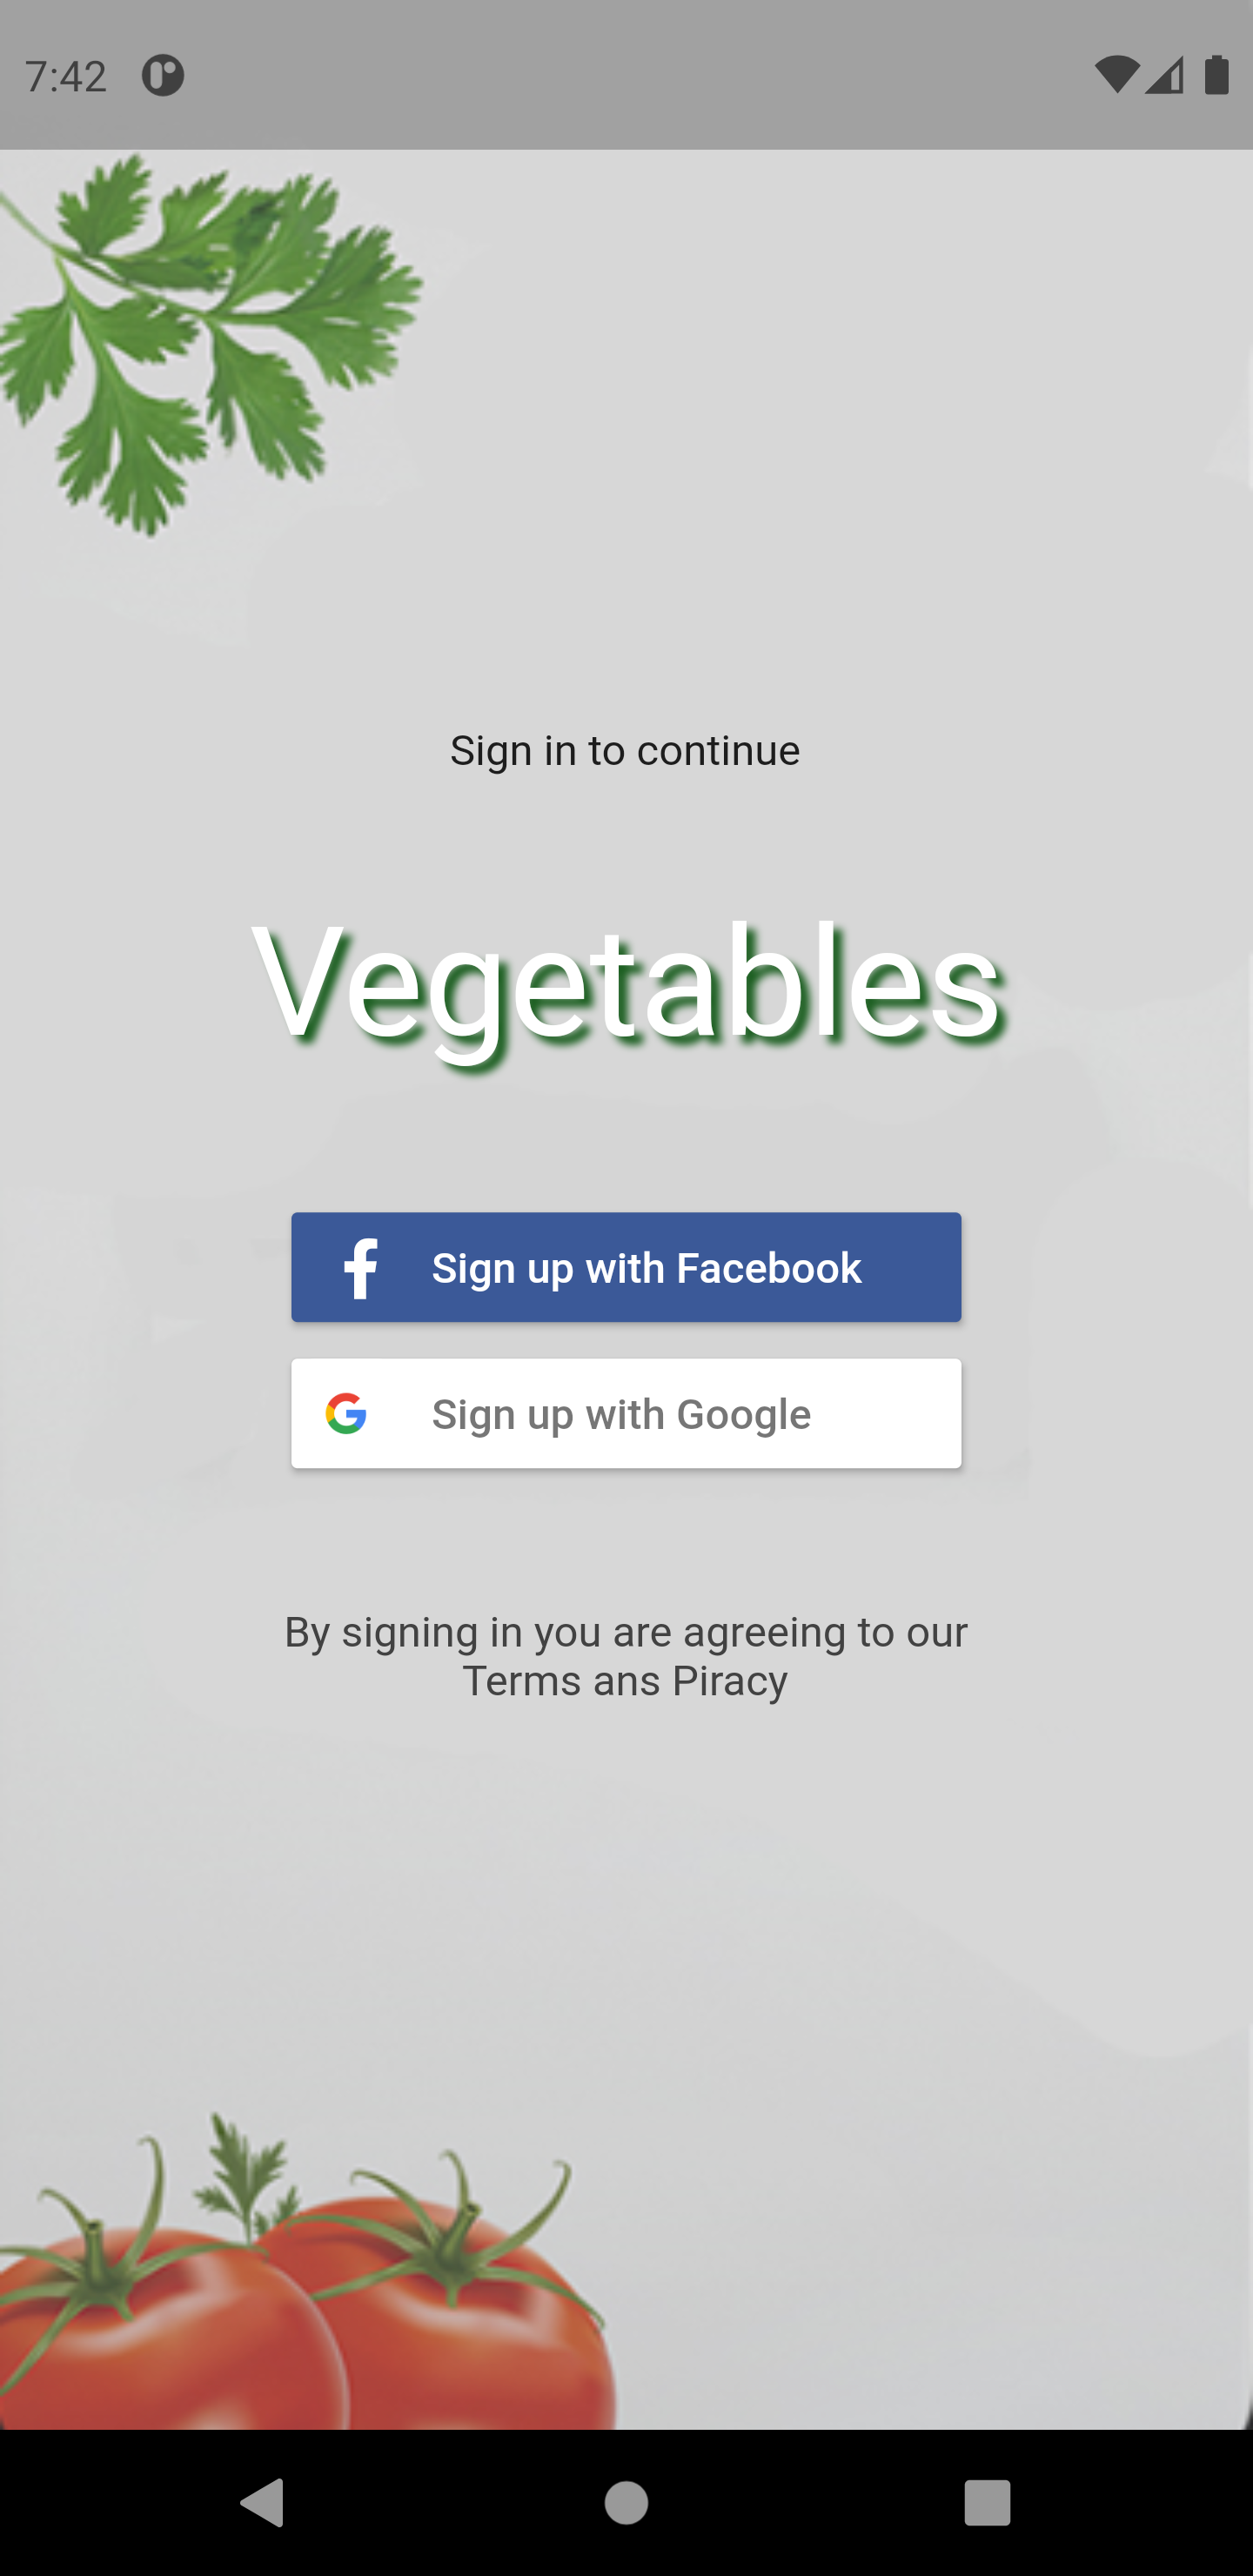 7:42
Sign in to continue
Vegetables
Sign up with Facebook
Sign up with Google
By signing in you are agreeing to our
Terms ans Piracy